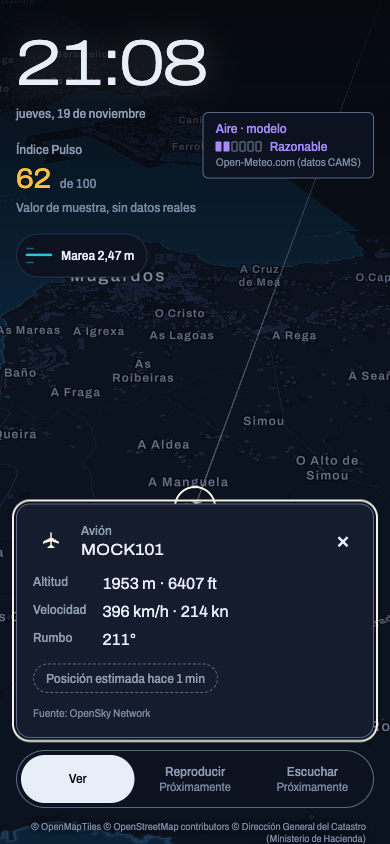 21:08
jueves, 19 de noviembre
Índice Pulso
62 de 100
Valor de muestra, sin datos reales
Aire · modelo
Razonable
Open-Meteo.com (datos CAMS)
Marea 2,47 m
Mugardos
A Cruz
de Mea
O Cristo
As Mareas
A Igrexa
As Lagoas
A Rega
Baño
As
Roibeiras
A Fraga
Simou
A Aldea
O Alto de
Simou
A Manguela
Avión
MOCK101
Altitud 1953 m · 6407 ft
Velocidad 396 km/h · 214 kn
Rumbo 211°
Posición estimada hace 1 min
Fuente: OpenSky Network
Ver
Reproducir
Próximamente
Escuchar
Próximamente
© OpenMapTiles © OpenStreetMap contributors © Dirección General del Catastro
(Ministerio de Hacienda)